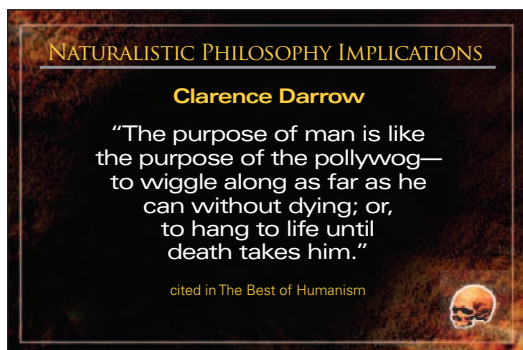 NATURALISTIC PHILOSOPHY IMPLICATIONS
Clarence Darrow
“The purpose of man is like
the purpose of the pollywog—
to wiggle along as far as he
can without dying; or,
to hang to life until
death takes him.”
cited in The Best of Humanism